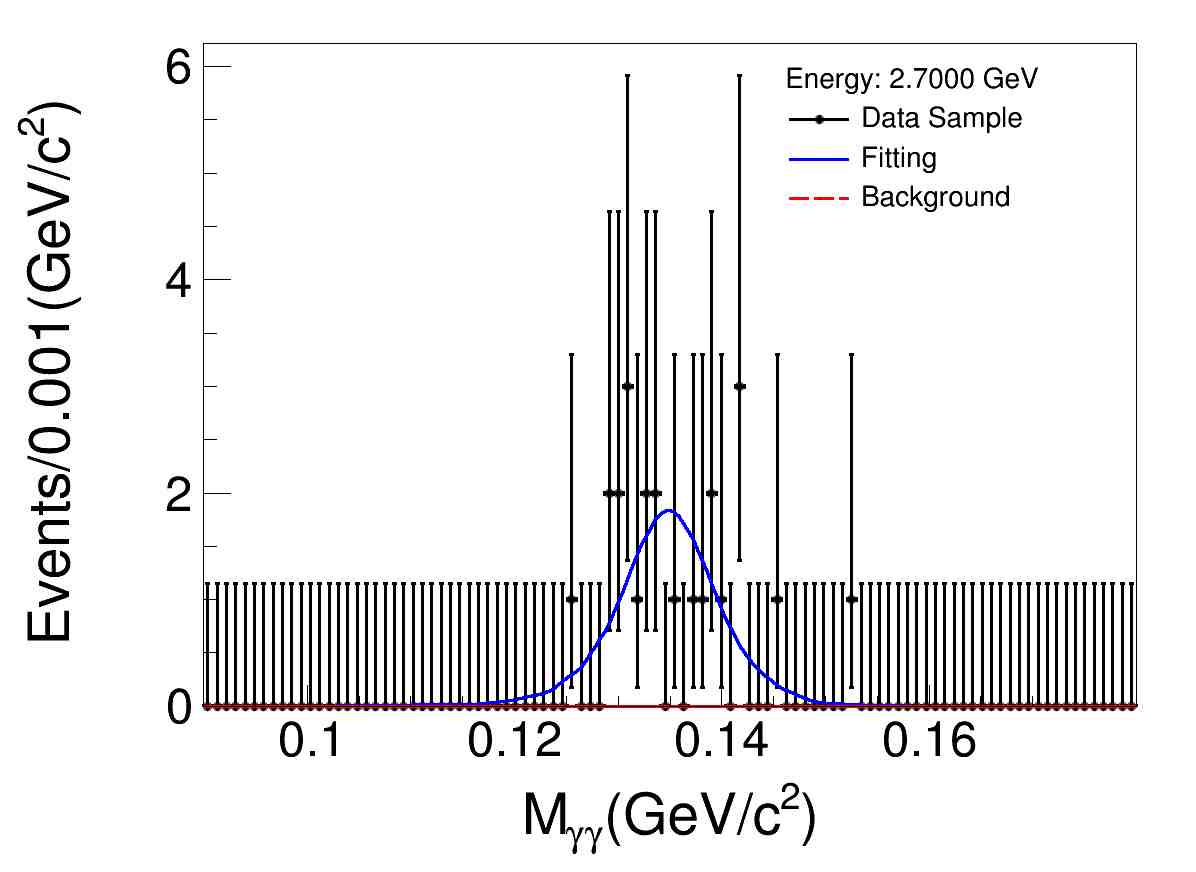 Events/0.001(GeV/c²)
6
4
2
0
Energy: 2.7000 GeV
Data Sample
Fitting
Background
0.1 0.12 0.14 0.16
Mγγ(GeV/c²)